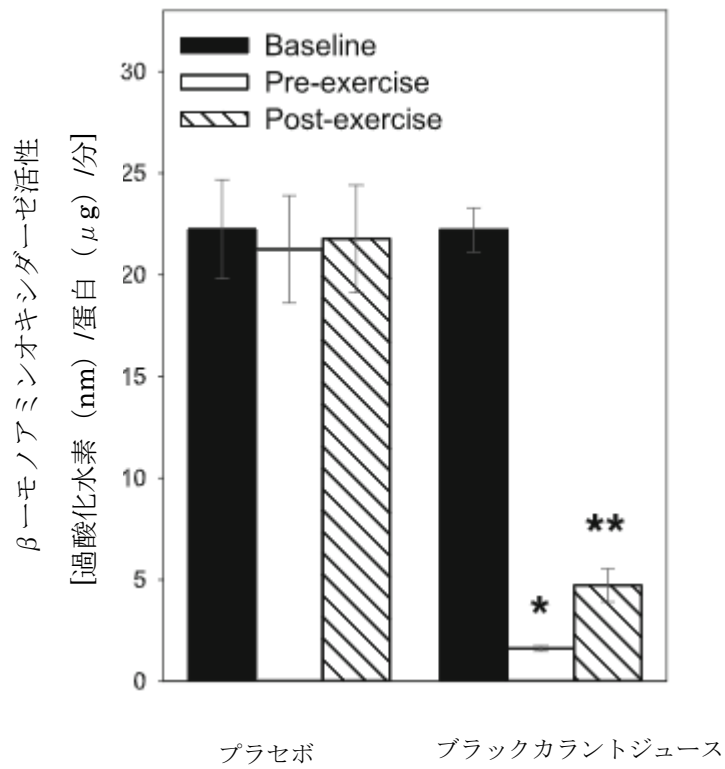 β－モノアミンオキシダーゼ活性
[過酸化水素（nm）/蛋白（μg）/分]
30
25
20
15
10
5
0
Baseline
Pre-exercise
Post-exercise
*
**
プラセボ
ブラックカラントジュース